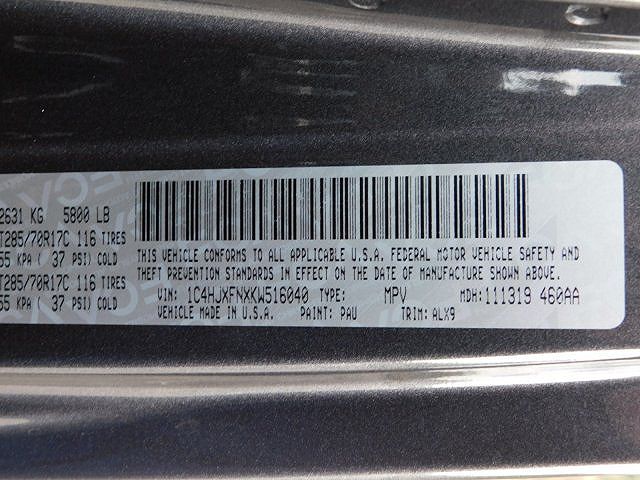 2631 KG 5800 LB
T285/70R17C 116 TIRES
55 KPA ( 37 PSI) COLD
T285/70R17C 116 TIRES
55 KPA ( 37 PSI) COLD
THIS VEHICLE CONFORMS TO ALL APPLICABLE U.S.A. FEDERAL MOTOR VEHICLE SAFETY AND
THEFT PREVENTION STANDARDS IN EFFECT ON THE DATE OF MANUFACTURE SHOWN ABOVE.
VIN: 1C4HJXFNXKW516040 TYPE: MPV MDH:111319 460AA
VEHICLE MADE IN U.S.A. PAINT: PAU TRIM: ALX9